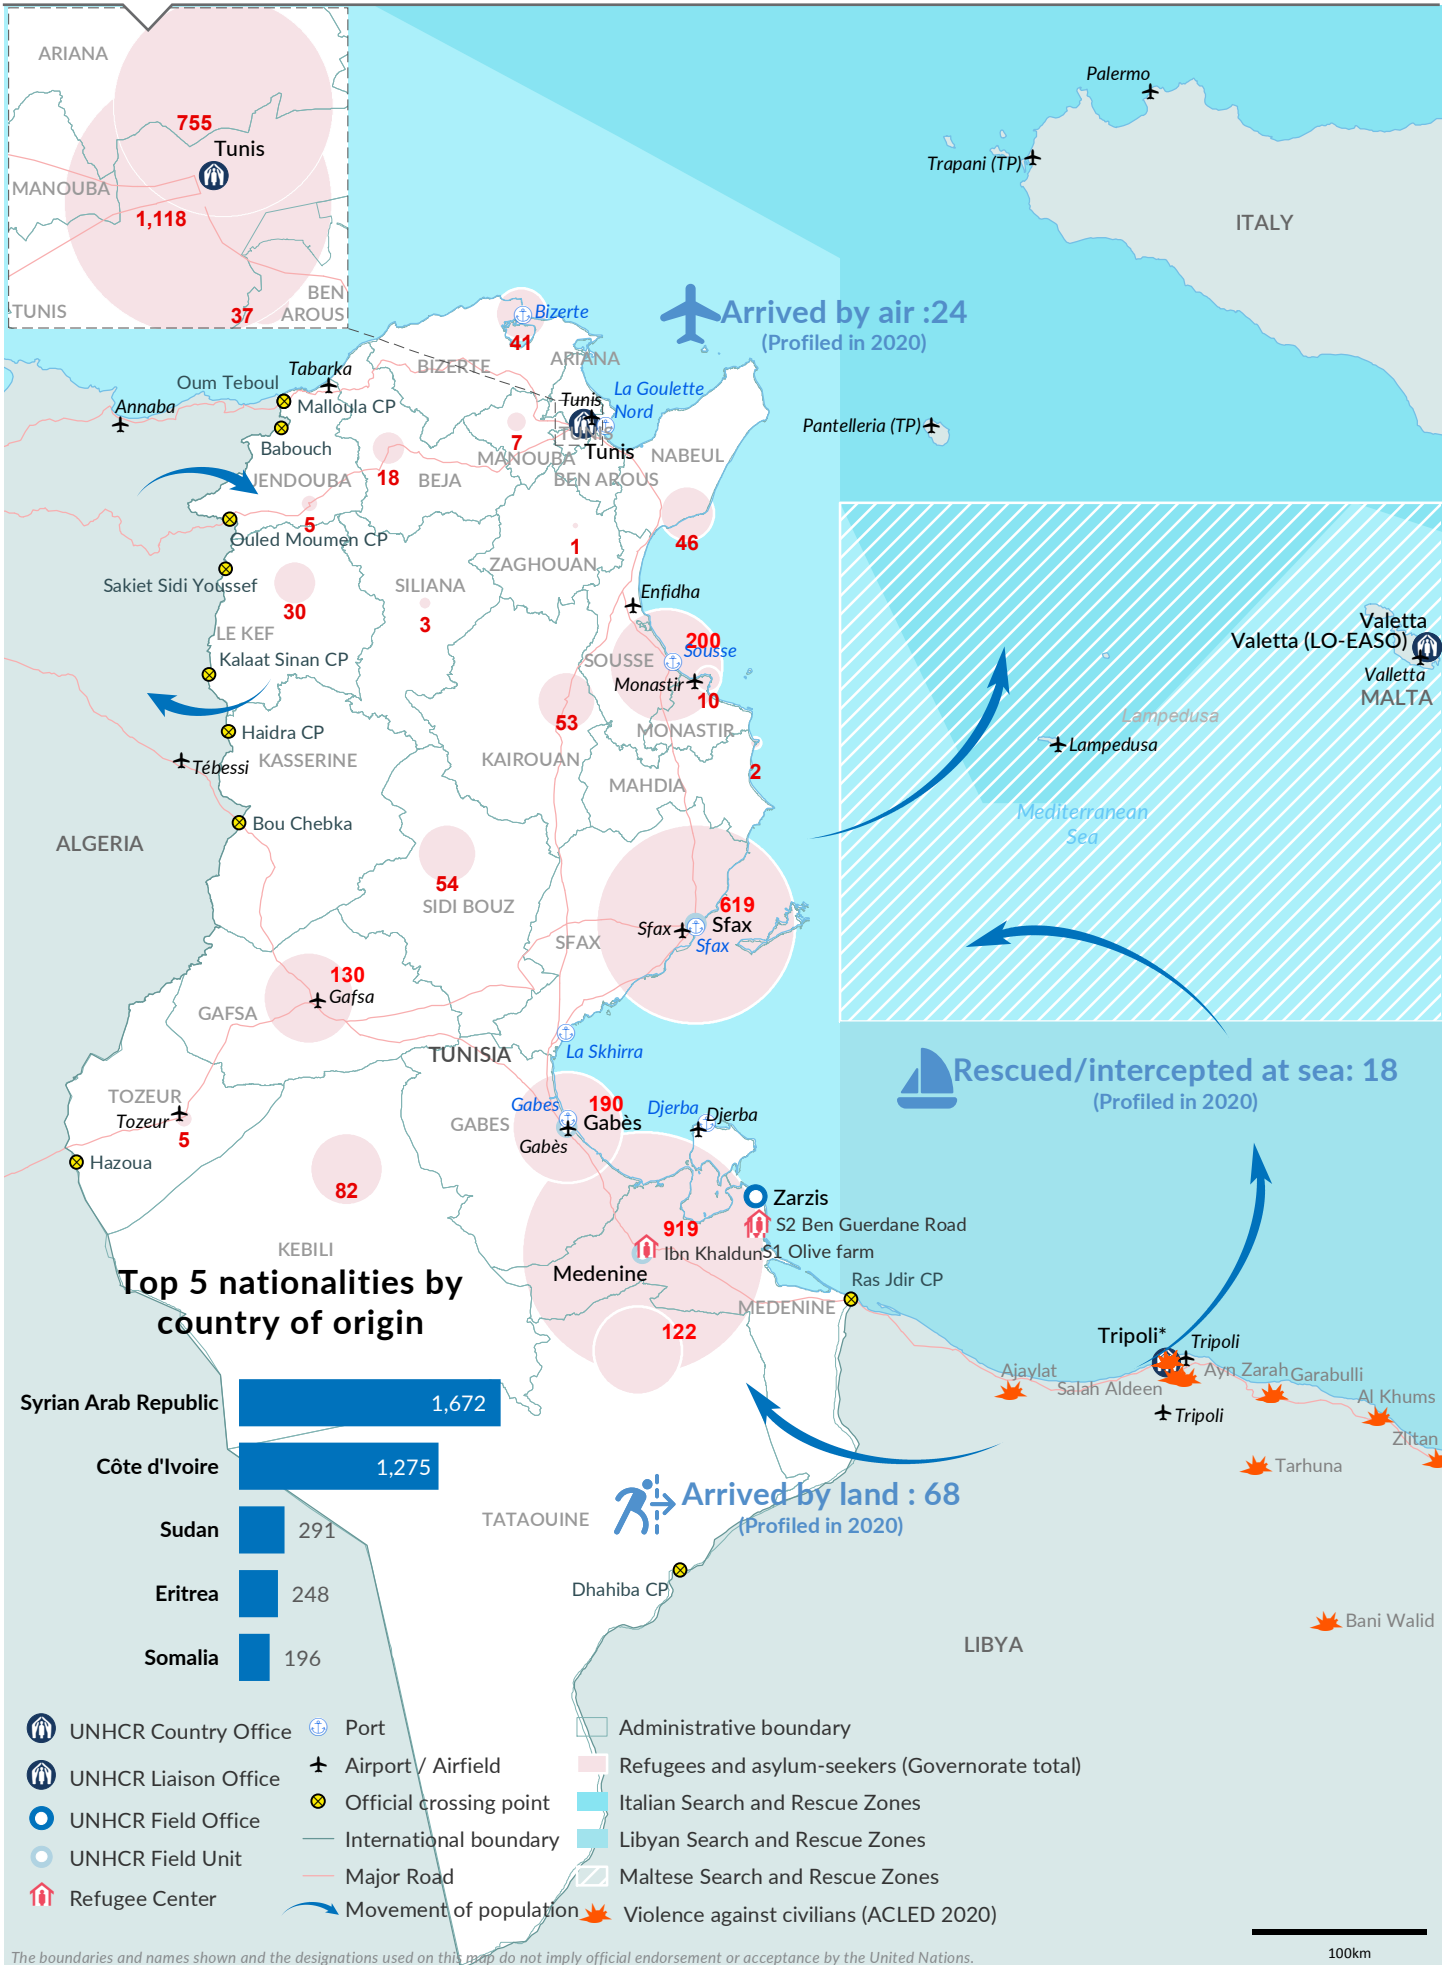 ARIANA
755
Tunis
MANOUBA
1,118
BEN
AROUS
TUNIS
37
Palermo
Trapani (TP)
ITALY
Arrived by air :24
(Profiled in 2020)
Bizerte
41
BIZERTE
ARIANA
Tabarka
Oum Teboul
Malloula CP
Annaba
Babouch
La Goulette
Nord
Tunis
TUNIS
Tunis
Pantelleria (TP)
7
MANOUBA
NABEUL
18
BEJA
JENDOUBA
BEN AROUS
5
Ouled Moumen CP
46
1
ZAGHOUAN
Sakiet Sidi Youssef
SILIANA
30
3
Enfidha
LE KEF
Kalaat Sinan CP
200
Sousse
SOUSSE
Monastir
10
53
MONASTIR
Valetta
Valetta (LO-EASO)
Valletta
MALTA
Lampedusa
Lampedusa
Haidra CP
KASSERINE
Tébessi
KAIROUAN
2
MAHDIA
Mediterranean
Sea
Bou Chebka
ALGERIA
54
SIDI BOUZ
619
Sfax
Sfax
Sfax
SFAX
130
Gafsa
GAFSA
TUNISIA
La Skhirra
Rescued/intercepted at sea: 18
(Profiled in 2020)
TOZEUR
Tozeur
5
GABES
Gabes
190
Gabès
Gabès
Djerba
Djerba
Hazoua
82
Zarzis
S2 Ben Guerdane Road
919
Ibn Khaldun
S1 Olive farm
KEBILI
Medenine
Ras Jdir CP
MEDENINE
122
Top 5 nationalities by
country of origin
Syrian Arab Republic
1,672
Côte d'Ivoire
1,275
Sudan
291
Eritrea
248
Somalia
196
Tripoli*
Tripoli
Ajaylat
Salah Aldeen
Ayn Zarah
Garabulli
Al Khums
Tripoli
Zlitan
Tarhuna
Arrived by land : 68
(Profiled in 2020)
TATAOUINE
Dhahiba CP
LIBYA
Bani Walid
UNHCR Country Office
UNHCR Liaison Office
UNHCR Field Office
UNHCR Field Unit
Refugee Center
Port
Airport / Airfield
Official crossing point
International boundary
Major Road
Movement of population
Administrative boundary
Refugees and asylum-seekers (Governorate total)
Italian Search and Rescue Zones
Libyan Search and Rescue Zones
Maltese Search and Rescue Zones
Violence against civilians (ACLED 2020)
100km
The boundaries and names shown and the designations used on this map do not imply official endorsement or acceptance by the United Nations.